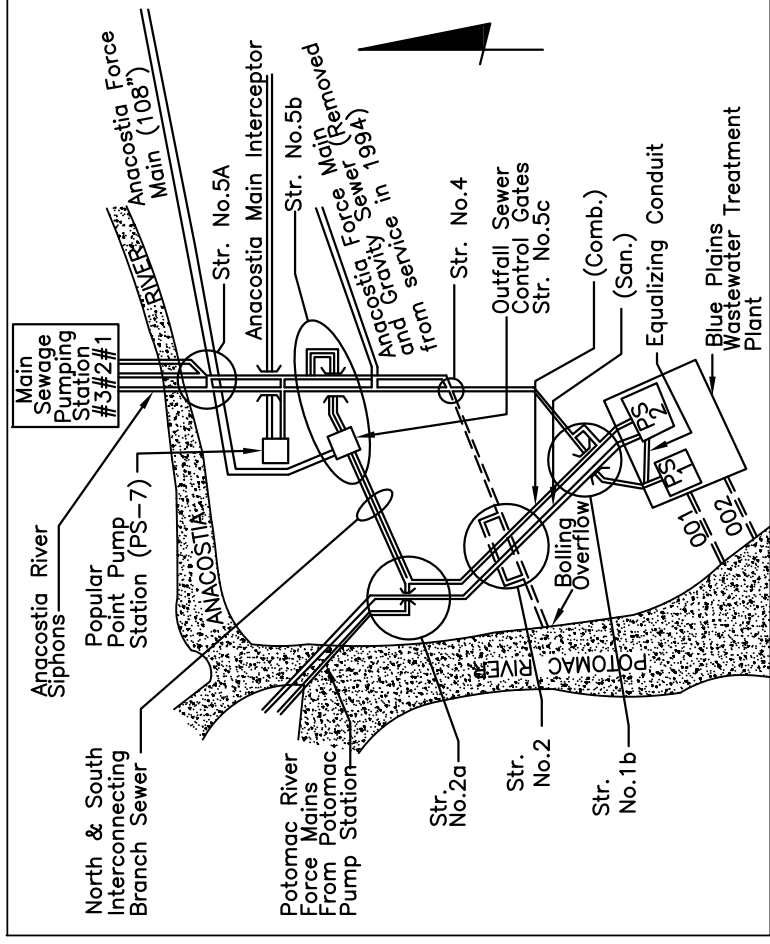 Main
Sewage
Pumping
Station
#3#2#1
Anacostia Force
Main (108")
Anacostia River
Siphons
RIVER
ANACOSTIA
Str. No.5A
Anacostia Main Interceptor
Str. No.5b
Popular
Point Pump
Station (PS-7)
Anacostia Force Main
and Gravity Sewer (Removed
from service in 1994)
North & South
Interconnecting
Branch Sewer
Str. No.4
Outfall Sewer
Control Gates
Str. No.5c
Potomac River
Force Mains
From Potomac
Pump Station
(Comb.)
(San.)
Equalizing Conduit
Str.
No.2a
Bolling
Overflow
Str.
No.2
POTOMAC RIVER
Str.
No.1b
PS
1
PS
2
001
002
Blue Plains
Wastewater Treatment
Plant